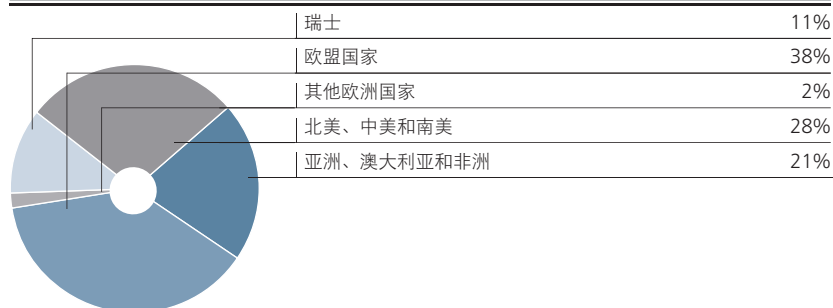 瑞士 11%
欧盟国家 38%
其他欧洲国家 2%
北美、中美和南美 28%
亚洲、澳大利亚和非洲 21%